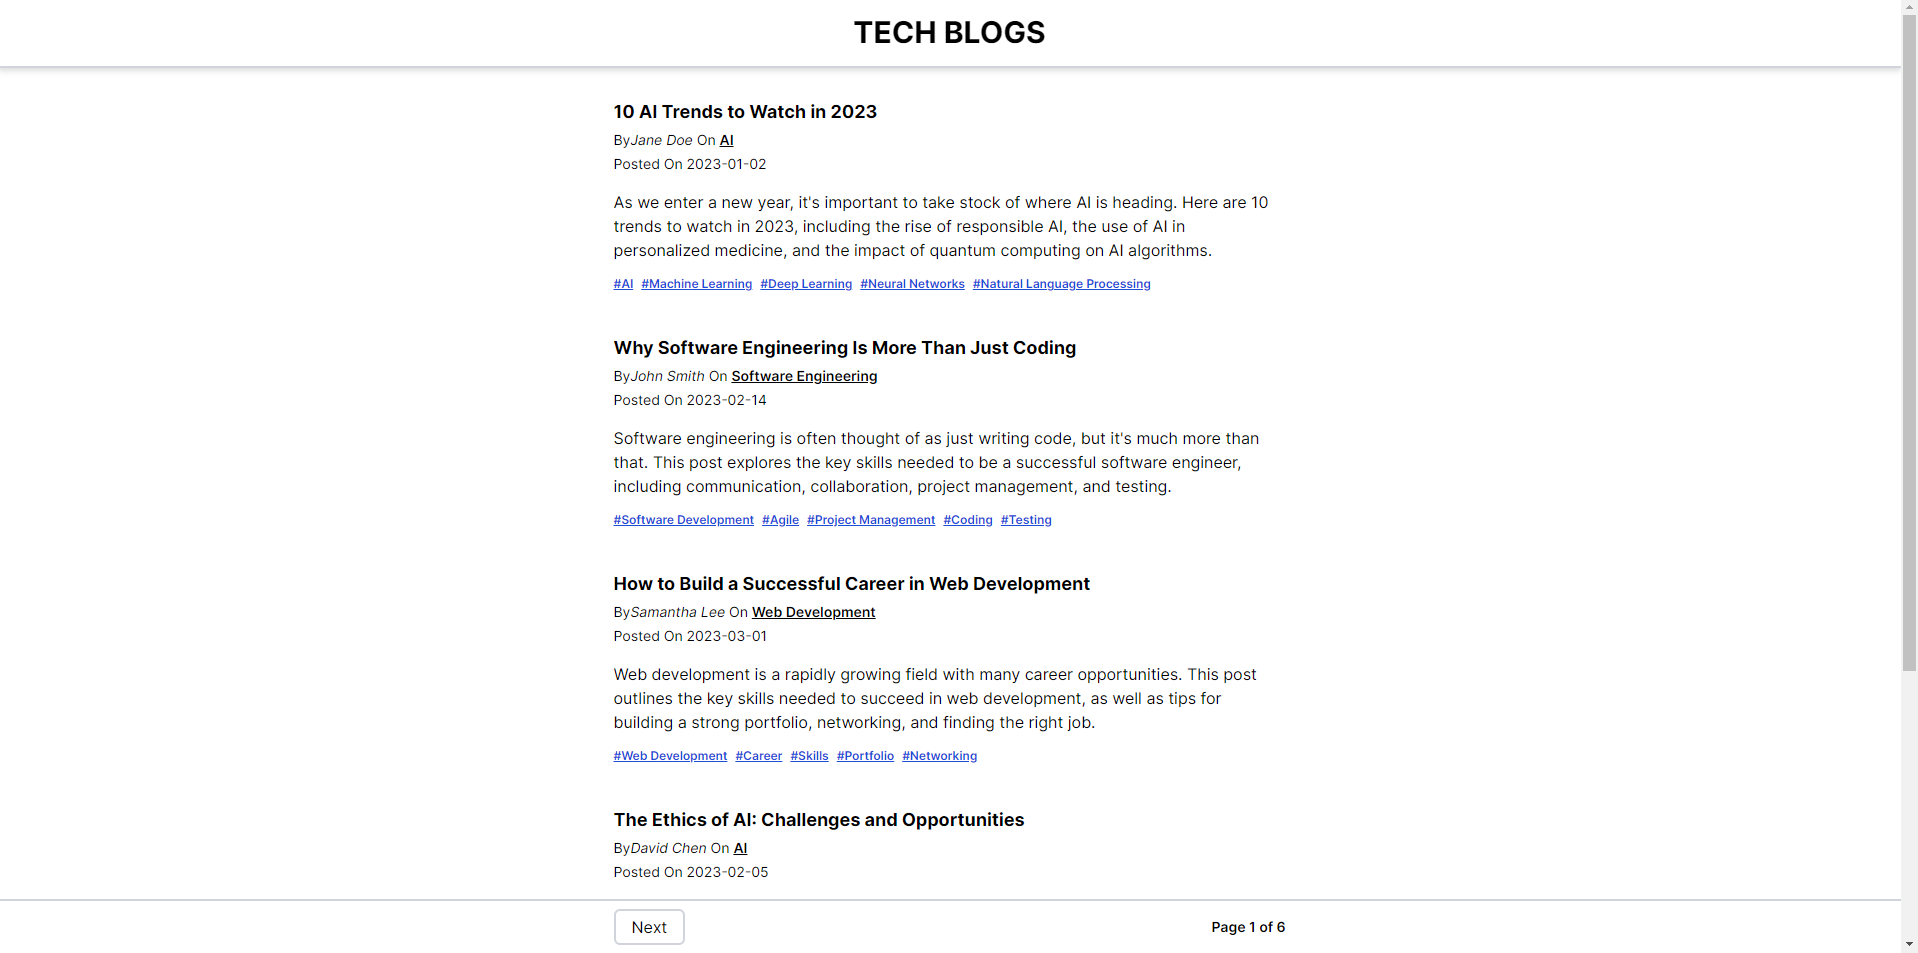 TECH BLOGS
10 AI Trends to Watch in 2023
ByJane Doe On AI
Posted On 2023-01-02
As we enter a new year, it's important to take stock of where AI is heading. Here are 10
trends to watch in 2023, including the rise of responsible AI, the use of AI in
personalized medicine, and the impact of quantum computing on AI algorithms.
#AI #Machine Learning #Deep Learning #Neural Networks #Natural Language Processing
Why Software Engineering Is More Than Just Coding
ByJohn Smith On Software Engineering
Posted On 2023-02-14
Software engineering is often thought of as just writing code, but it's much more than
that. This post explores the key skills needed to be a successful software engineer,
including communication, collaboration, project management, and testing.
#Software Development #Agile #Project Management #Coding #Testing
How to Build a Successful Career in Web Development
BySamantha Lee On Web Development
Posted On 2023-03-01
Web development is a rapidly growing field with many career opportunities. This post
outlines the key skills needed to succeed in web development, as well as tips for
building a strong portfolio, networking, and finding the right job.
#Web Development #Career #Skills #Portfolio #Networking
The Ethics of AI: Challenges and Opportunities
ByDavid Chen On AI
Posted On 2023-02-05
Next
Page 1 of 6